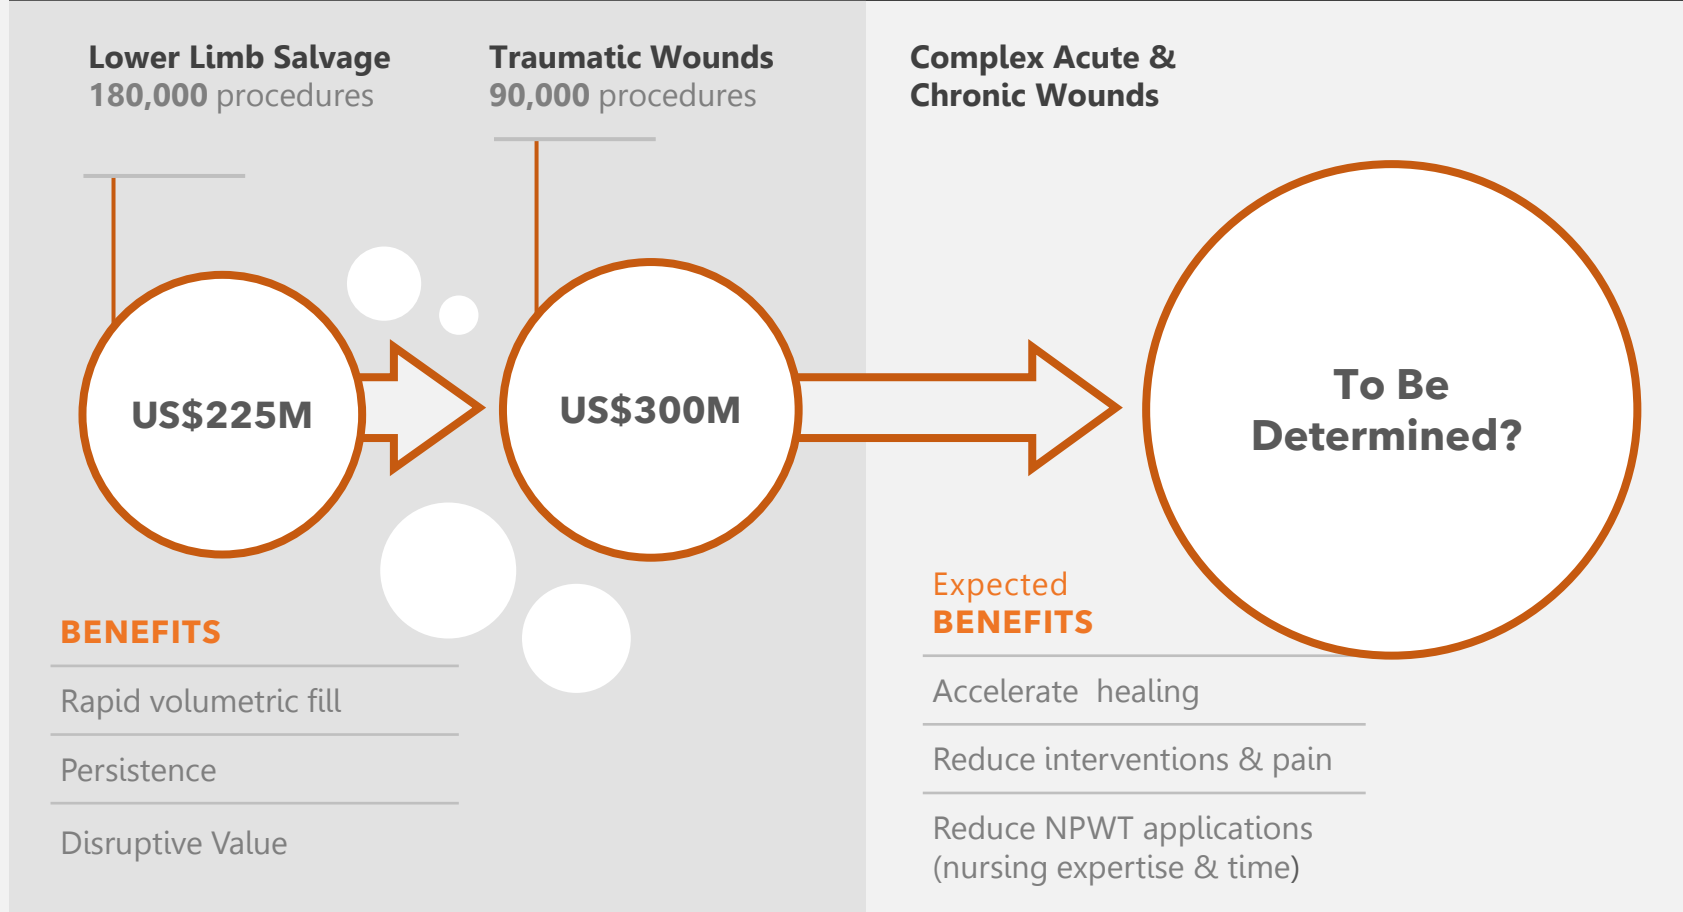 Lower Limb Salvage
180,000 procedures
Traumatic Wounds
90,000 procedures
Complex Acute &
Chronic Wounds
US$225M
US$300M
To Be
Determined?
BENEFITS
Rapid volumetric fill
Persistence
Disruptive Value
Expected
BENEFITS
Accelerate healing
Reduce interventions & pain
Reduce NPWT applications
(nursing expertise & time)